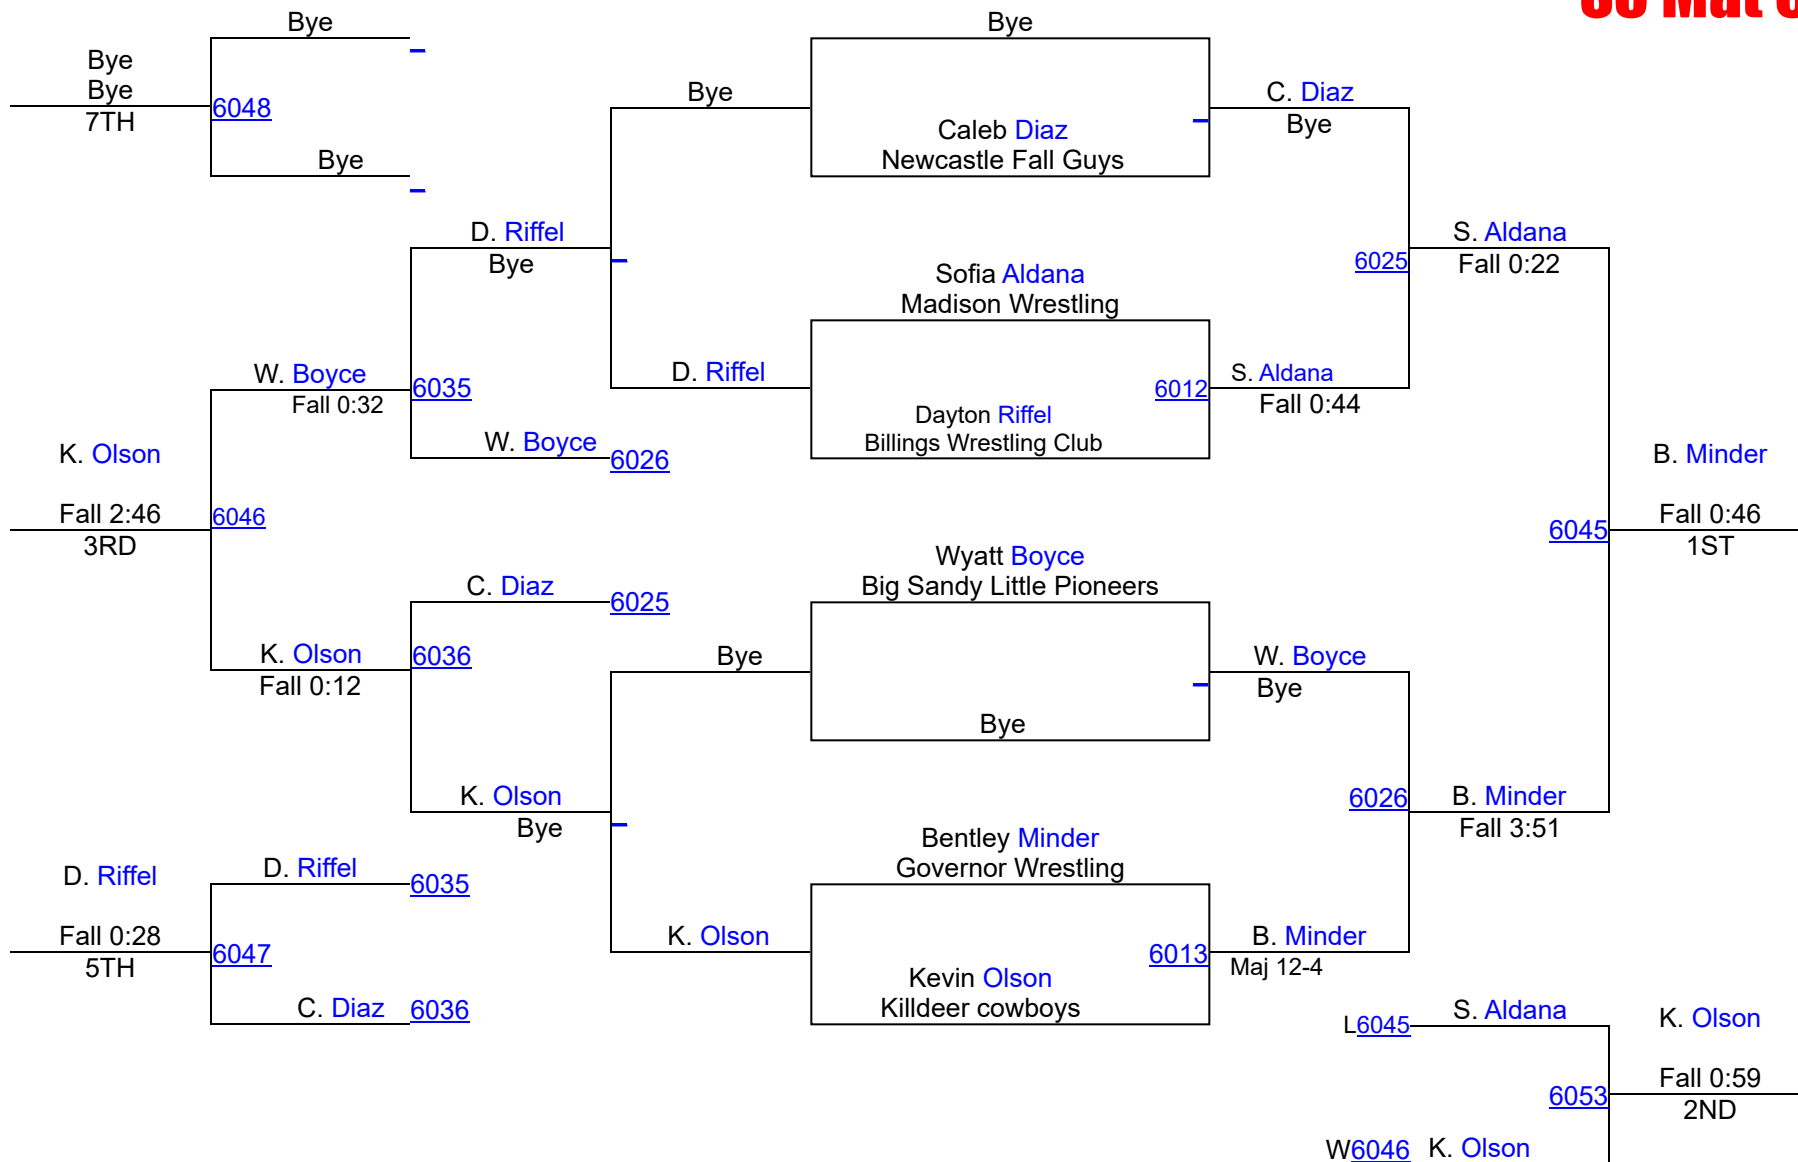 Bye
Bye
Bye
7TH
6048
Bye
Bye
Bye
Caleb Diaz
Newcastle Fall Guys
C. Diaz
Bye
D. Riffel
Bye
Sofia Aldana
Madison Wrestling
6025
S. Aldana
Fall 0:22
W. Boyce
Fall 0:32
6035
D. Riffel
Dayton Riffel
Billings Wrestling Club
6012
S. Aldana
Fall 0:44
W. Boyce
6026
K. Olson
Fall 2:46
3RD
6046
B. Minder
Fall 0:46
1ST
6045
Wyatt Boyce
Big Sandy Little Pioneers
C. Diaz
6025
K. Olson
Fall 0:12
6036
Bye
Bye
W. Boyce
Bye
K. Olson
Bye
6026
B. Minder
Fall 3:51
Bentley Minder
Governor Wrestling
D. Riffel
Fall 0:28
5TH
D. Riffel
6035
6047
C. Diaz
6036
K. Olson
Kevin Olson
Killdeer cowboys
6013
B. Minder
Maj 12-4
L6045
S. Aldana
K. Olson
Fall 0:59
2ND
6053
W6046
K. Olson